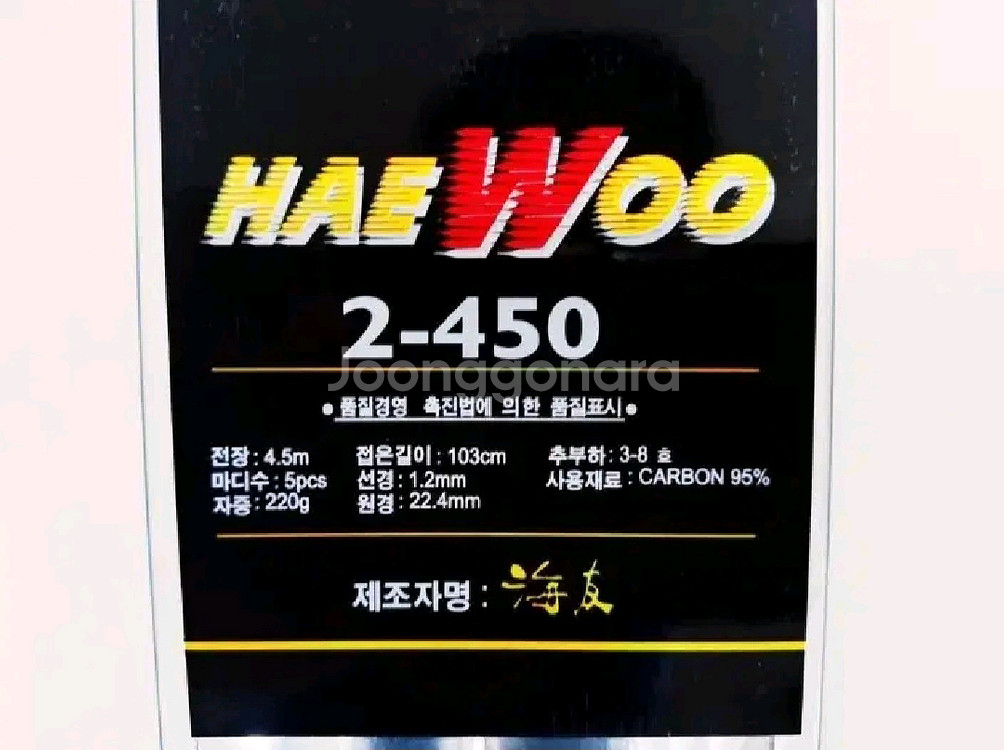 HAEWOO
2-450
Joonggonara
• 품질경영 촉진법에 의한 품질표시 •
전장 : 4.5m 접은길이 : 103cm 추부하 : 3-8 호
마디수 : 5pcs 선경 : 1.2mm 사용재료 : CARBON 95%
자중 : 220g 원경 : 22.4mm
제조자명 : 海友